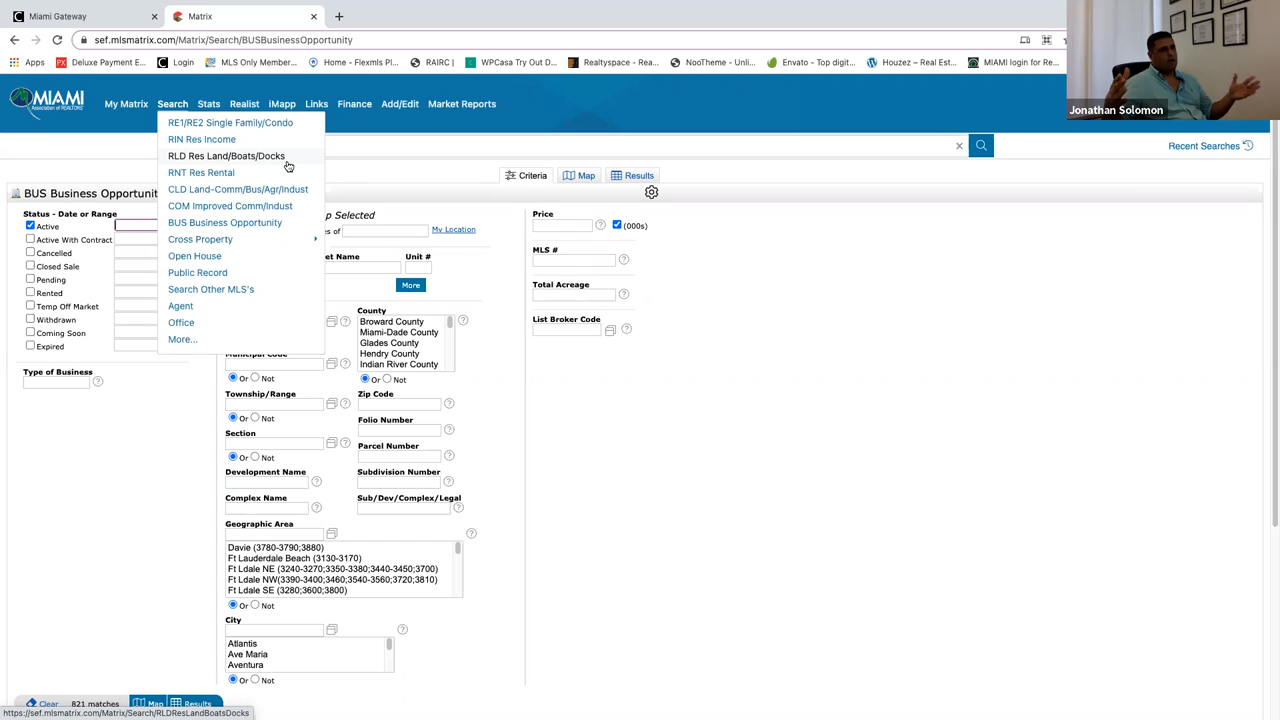 Miami Gateway
Matrix
sef.mlsmatrix.com/Matrix/Search/BUSBusinessOpportunity
Apps
Deluxe Payment E...
Login
MLS Only Member...
Home - Flexmls Pl...
RAIRC |
WPCasa Try Out D...
Realtyspace - Rea...
NooTheme - Unli...
Envato - Top digit...
Houzez – Real Est...
MIAMI login for Re...
Jonathan Solomon
MIAMI
Association of REALTORS
My Matrix
Search
Stats
Realist
iMapp
Links
Finance
Add/Edit
Market Reports
RE1/RE2 Single Family/Condo
RIN Res Income
RLD Res Land/Boats/Docks
RNT Res Rental
CLD Land-Comm/Bus/Agr/Indust
COM Improved Comm/Indust
BUS Business Opportunity
Cross Property
Open House
Public Record
Search Other MLS's
Agent
Office
More...
Recent Searches
Criteria
Map
Results
BUS Business Opportunity
Status - Date or Range
Active
Active With Contract
Cancelled
Closed Sale
Pending
Rented
Temp Off Market
Withdrawn
Coming Soon
Expired
Type of Business
p Selected
es of
My Location
et Name
Unit #
More
County
Broward County
Miami-Dade County
Glades County
Hendry County
Indian River County
Or Not
Municipal Code
Or Not
Township/Range
Or Not
Section
Or Not
Zip Code
Folio Number
Parcel Number
Development Name
Subdivision Number
Complex Name
Sub/Dev/Complex/Legal
Geographic Area
Davie (3780-3790;3880)
Ft Lauderdale Beach (3130-3170)
Ft Ldale NE (3240-3270;3350-3380;3440-3450;3700)
Ft Ldale NW(3390-3400;3460;3540-3560;3720;3810)
Ft Ldale SE (3280;3600;3800)
Or Not
City
Atlantis
Ave Maria
Aventura
Or Not
Price
(000s)
MLS #
Total Acreage
List Broker Code
Clear
821 matches
Map
Results
https://sef.mlsmatrix.com/Matrix/Search/RLDResLandBoatsDocks